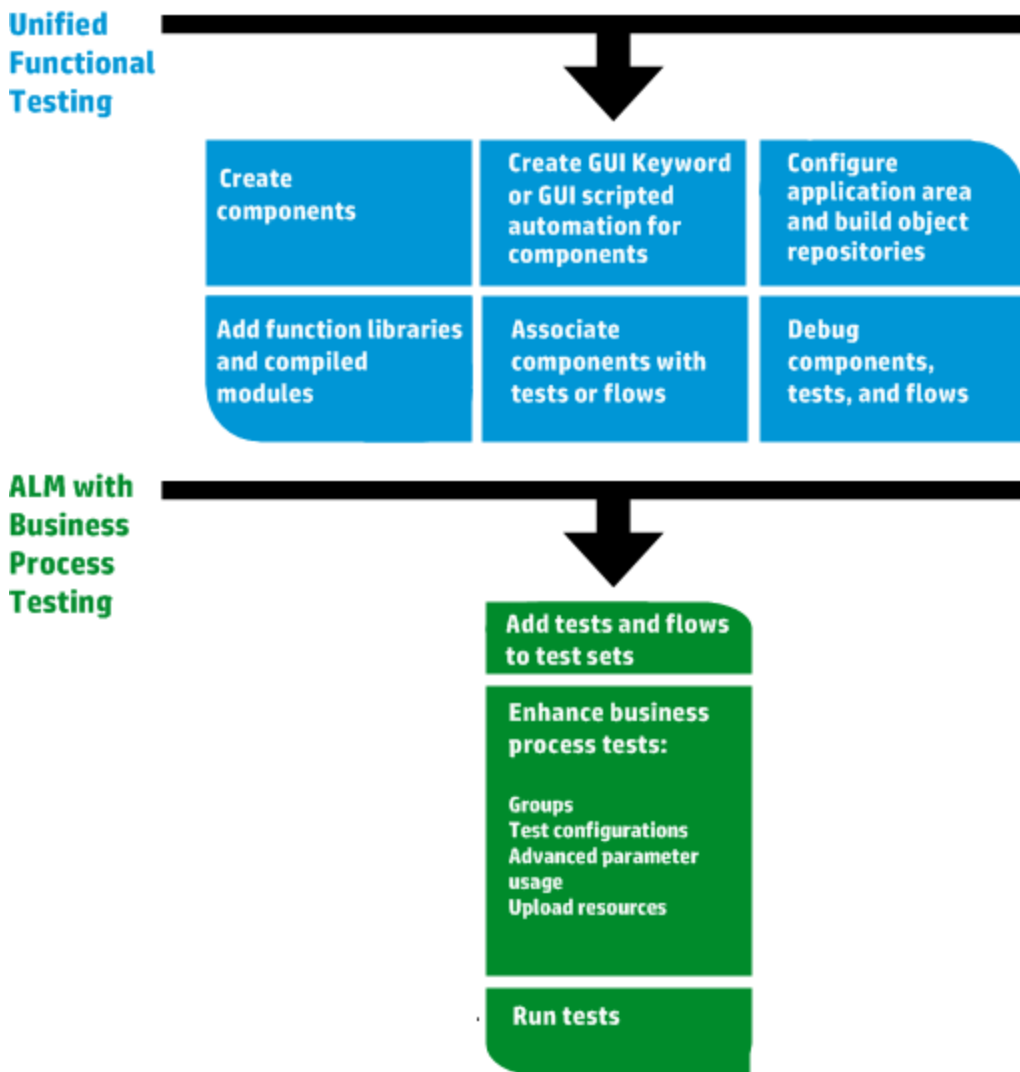 Unified
Functional
Testing
Create
components
Create GUI Keyword
or GUI scripted
automation for
components
Configure
application area
and build object
repositories
Add function libraries
and compiled
modules
Associate
components with
tests or flows
Debug
components,
tests, and flows
ALM with
Business
Process
Testing
Add tests and flows
to test sets
Enhance business
process tests:
Groups
Test configurations
Advanced parameter
usage
Upload resources
Run tests